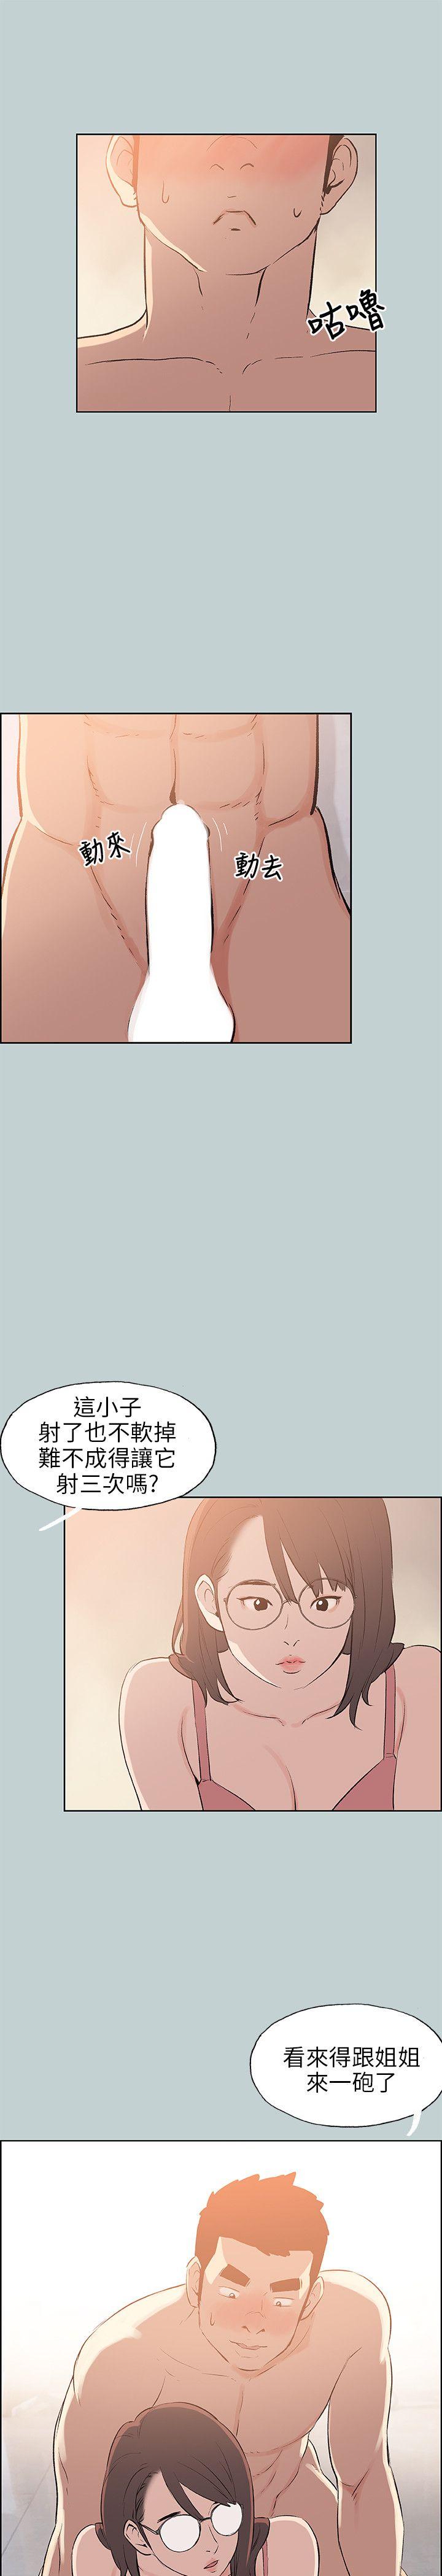 咕嚕
動來
動去
這小子
射了也不軟掉
難不成得讓它
射三次嗎?
看來得跟姐姐
來一砲了